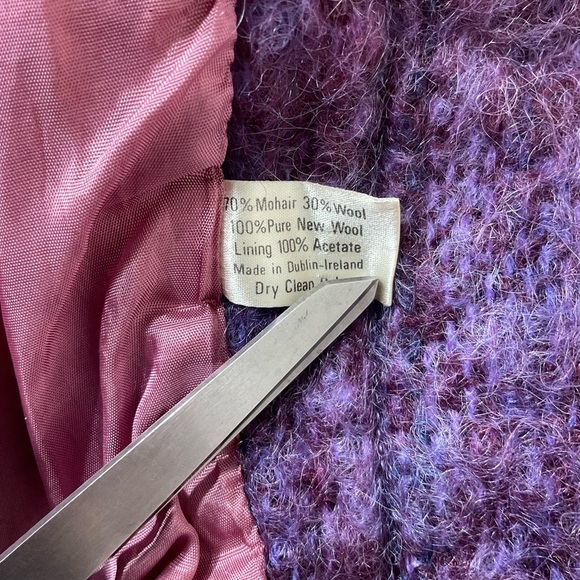 70% Mohair 30% Wool
100% Pure New Wool
Lining 100% Acetate
Made in Dublin-Ireland
Dry Clean